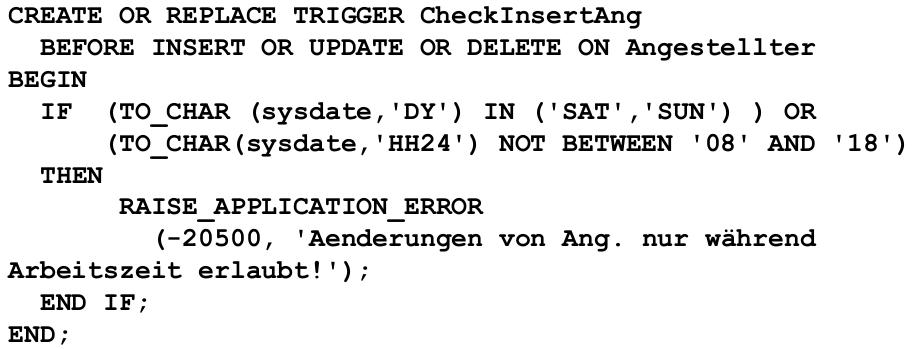 CREATE OR REPLACE TRIGGER CheckInsertAng
  BEFORE INSERT OR UPDATE OR DELETE ON Angestellter
BEGIN
  IF  (TO_CHAR (sysdate,'DY') IN ('SAT','SUN') ) OR
      (TO_CHAR(sysdate,'HH24') NOT BETWEEN '08' AND '18')
  THEN
       RAISE_APPLICATION_ERROR
         (-20500, 'Aenderungen von Ang. nur während
Arbeitszeit erlaubt!');
  END IF;
END;